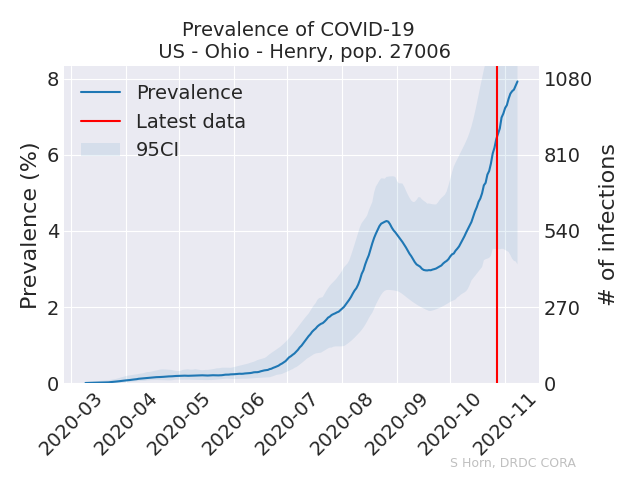 Prevalence of COVID-19
US - Ohio - Henry, pop. 27006
Prevalence
Latest data
95CI
Prevalence (%)
8
6
4
2
0
1080
810
540
270
0
# of infections
2020-03
2020-04
2020-05
2020-06
2020-07
2020-08
2020-09
2020-10
2020-11
S Horn, DRDC CORA